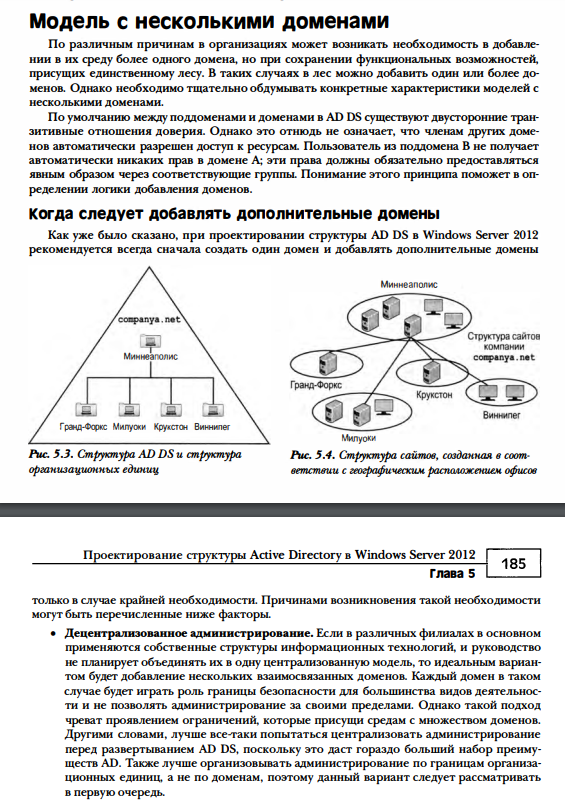 Модель с несколькими доменами
По различным причинам в организациях может возникать необходимость в добавле-
нии в их среду более одного домена, но при сохранении функциональных возможностей,
присущих единственному лесу. В таких случаях в лес можно добавить один или более до-
менов. Однако необходимо тщательно обдумывать конкретные характеристики моделей с
несколькими доменами.
По умолчанию между поддоменами и доменами в AD DS существуют двусторонние тран-
зитивные отношения доверия. Однако это отнюдь не означает, что членам других доме-
нов автоматически разрешен доступ к ресурсам. Пользователь из поддомена B не получает
автоматически никаких прав в домене A; эти права должны обязательно предоставляться
явным образом через соответствующие группы. Понимание этого принципа поможет в оп-
ределении логики добавления доменов.
Когда следует добавлять дополнительные домены
Как уже было сказано, при проектировании структуры AD DS в Windows Server 2012
рекомендуется всегда сначала создать один домен и добавлять дополнительные домены
companya.net
Миннеаполис
Гранд-Форкс Милуоки Крукстон Виннипег
Рис. 5.3. Структура AD DS и структура
организационных единиц
Миннеаполис
Структура сайтов
компании
companya.net
Гранд-Форкс
Крукстон
Виннипег
Милуоки
Рис. 5.4. Структура сайтов, созданная в соот-
ветствии с географическим расположением офисов
Проектирование структуры Active Directory в Windows Server 2012
Глава 5
185
только в случае крайней необходимости. Причинами возникновения такой необходимости
могут быть перечисленные ниже факторы.
• Децентрализованное администрирование. Если в различных филиалах в основном
применяются собственные структуры информационных технологий, и руководство
не планирует объединять их в одну централизованную модель, то идеальным вариан-
том будет добавление нескольких взаимосвязанных доменов. Каждый домен в таком
случае будет играть роль границы безопасности для большинства видов деятельнос-
ти и не позволять администрирование за своими пределами. Однако такой подход
чреват проявлением ограничений, которые присущи средам с множеством доменов.
Другими словами, лучше все-таки попытаться централизовать администрирование
перед развертыванием AD DS, поскольку это даст гораздо больший набор преиму-
ществ AD. Также лучше организовывать администрирование по границам организа-
ционных единиц, а не по доменам, поэтому данный вариант следует рассматривать
в первую очередь.